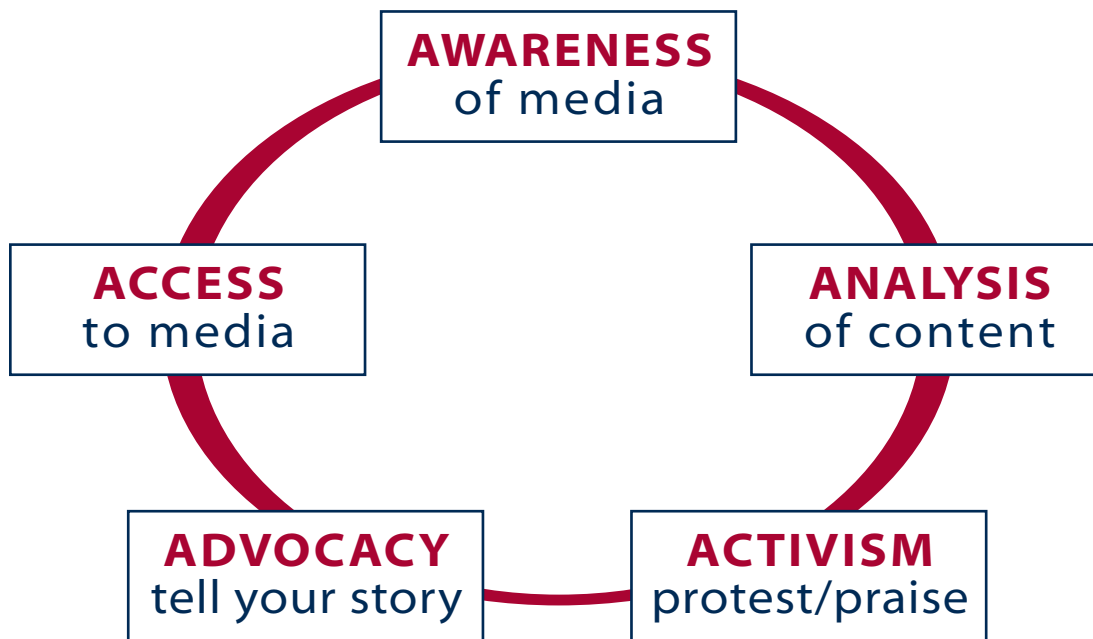 AWARENESS
of media
ANALYSIS
of content
ACTIVISM
protest/praise
ADVOCACY
tell your story
ACCESS
to media